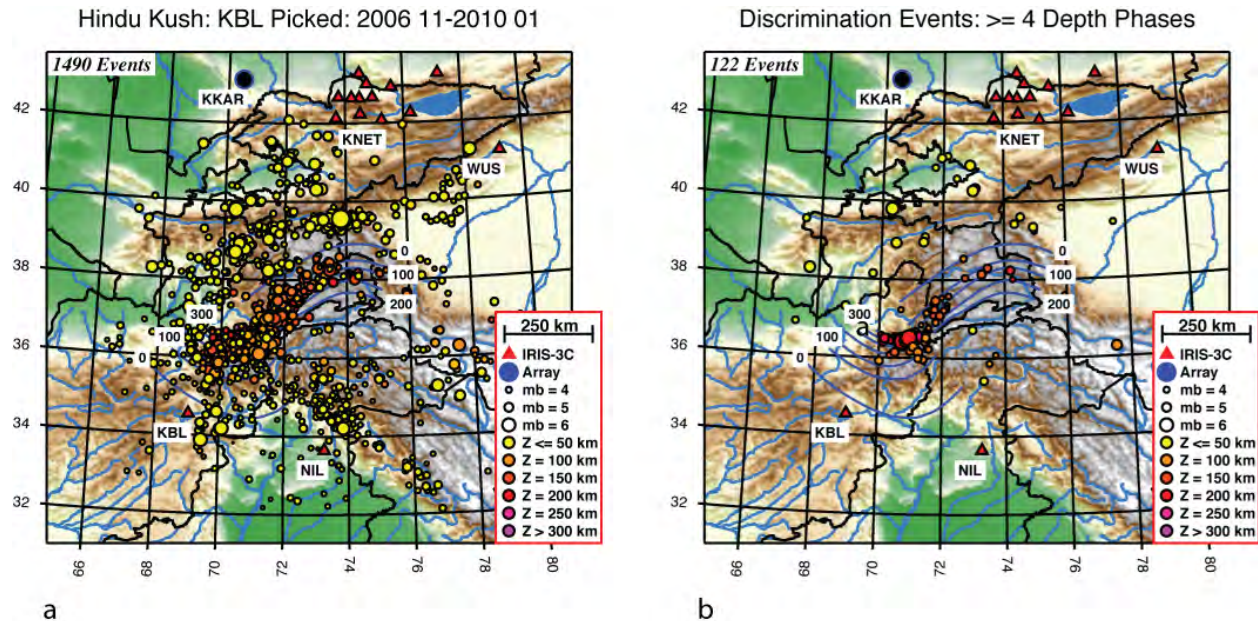 Hindu Kush: KBL Picked: 2006 11-2010 01
1490 Events
KKAR
KNET
WUS
KBL
NIL
0
100
200
300
100
0
42
40
38
36
34
32
66
68
70
72
74
76
78
80
250 km
IRIS-3C
Array
mb = 4
mb = 5
mb = 6
Z <= 50 km
Z = 100 km
Z = 150 km
Z = 200 km
Z = 250 km
Z > 300 km
a
Discrimination Events: >= 4 Depth Phases
122 Events
KKAR
KNET
WUS
KBL
NIL
0
100
200
300
100
0
42
40
38
36
34
32
66
68
70
72
74
76
78
80
250 km
IRIS-3C
Array
mb = 4
mb = 5
mb = 6
Z <= 50 km
Z = 100 km
Z = 150 km
Z = 200 km
Z = 250 km
Z > 300 km
b